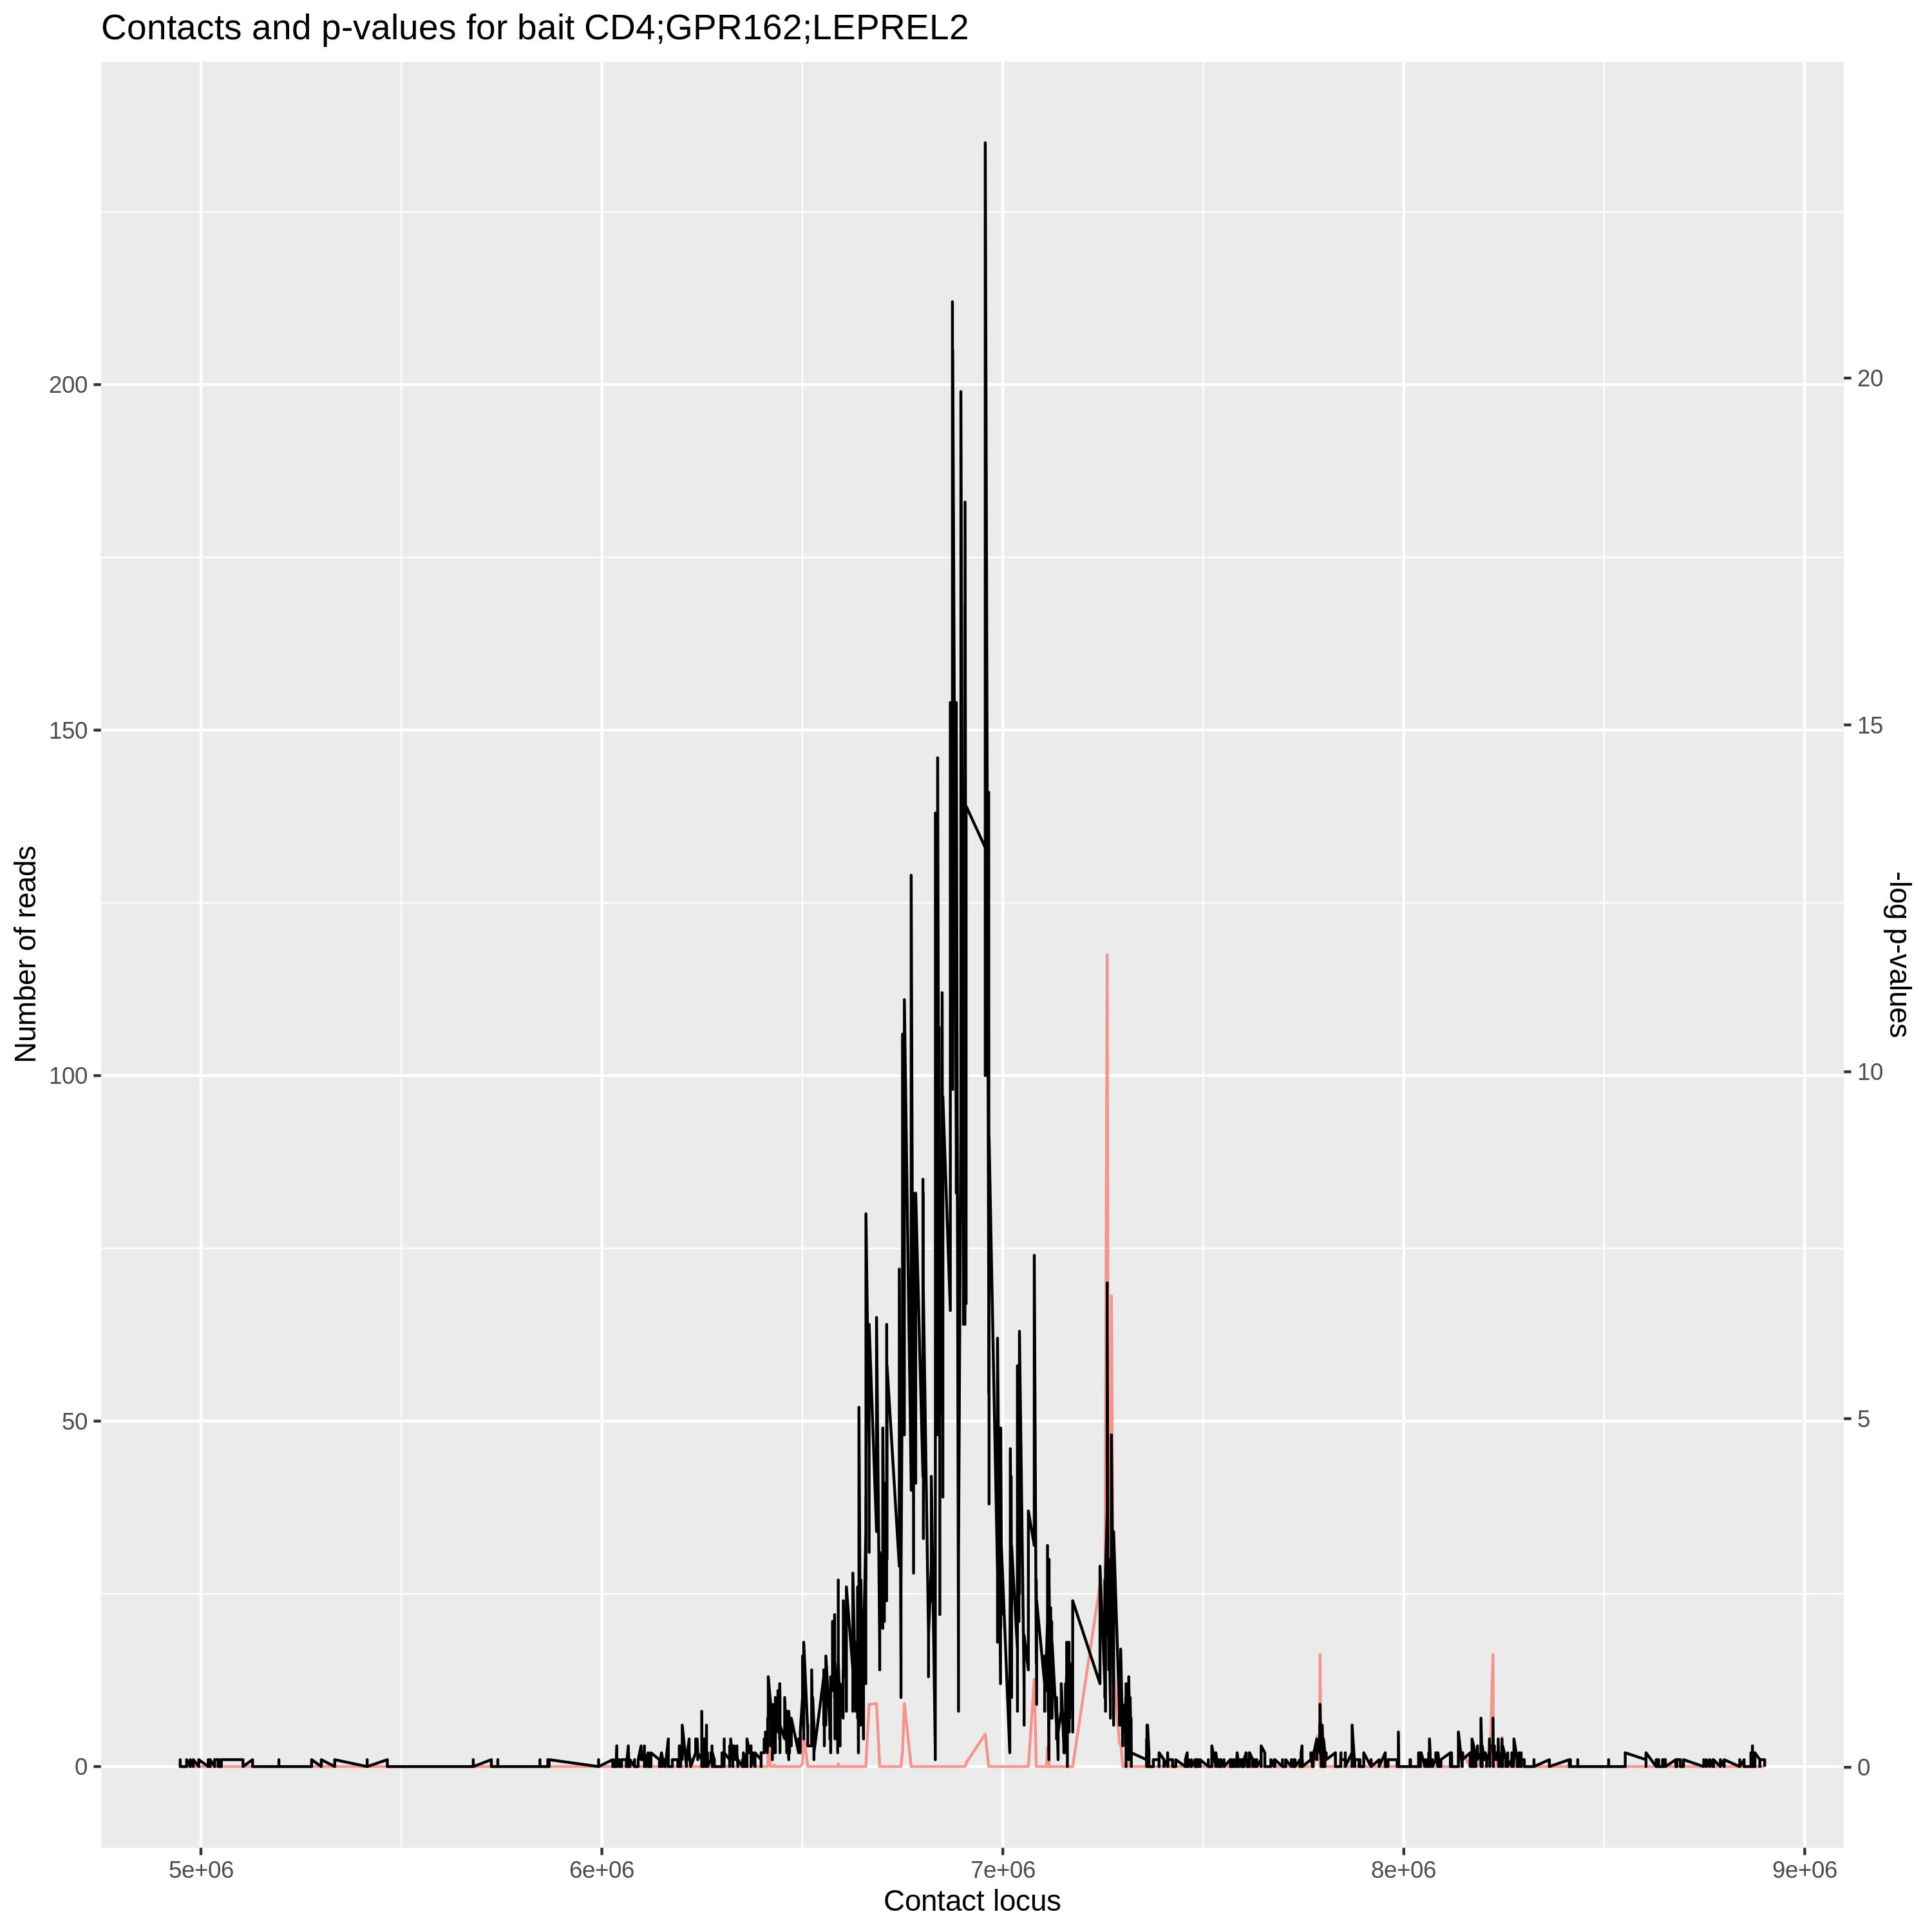 Contacts and p-values for bait CD4;GPR162;LEPREL2
Number of reads
200
150
100
50
0
20
15
10
5
0
-log p-values
5e+06
6e+06
7e+06
8e+06
9e+06
Contact locus